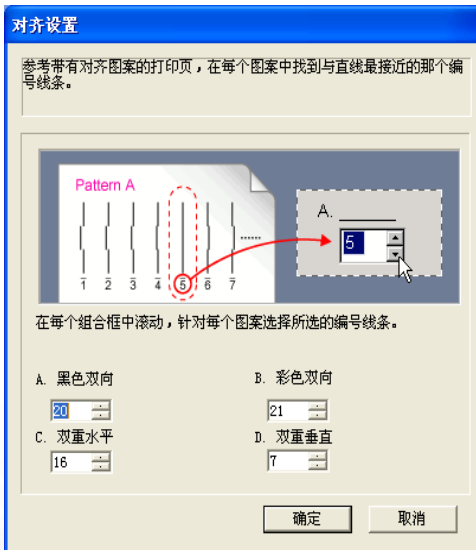 对齐设置
参考带有对齐图案的打印页，在每个图案中找到与直线最接近的那个编
号线条。
Pattern A
1 2 3 4 5 6 7 ......
A. ______
5
在每个组合框中滚动，针对每个图案选择所选的编号线条。
A. 黑色双向
20
B. 彩色双向
21
C. 双重水平
16
D. 双重垂直
7
确定
取消